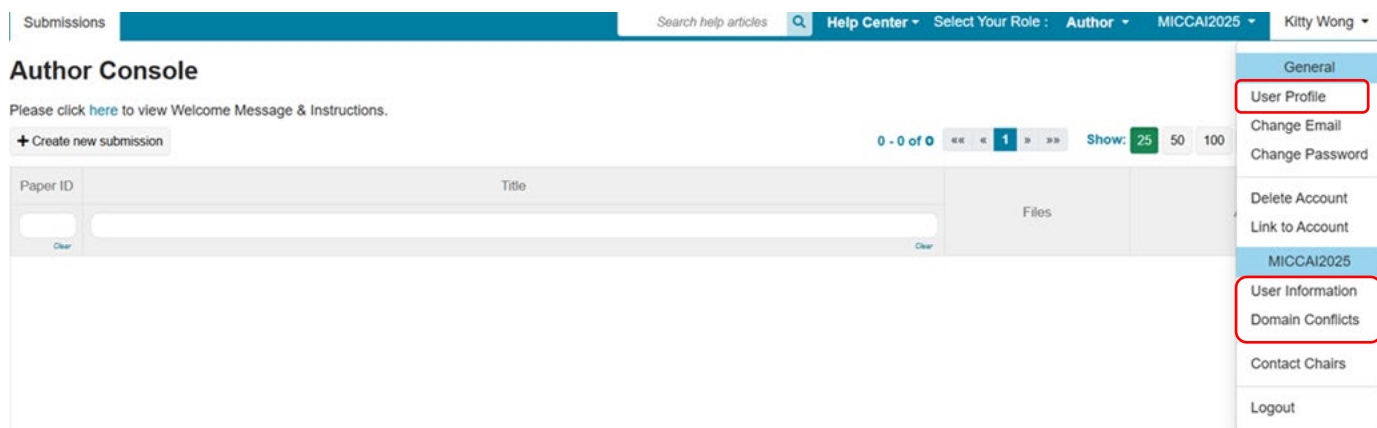 Submissions
Search help articles
Help Center
Select Your Role :
Author
MICCAI2025
Kitty Wong
Author Console
Please click here to view Welcome Message & Instructions.
+ Create new submission
0 - 0 of 0 «« « 1 » »» Show: 25 50 100
Paper ID
Title
Files
Clear
Clear
General
User Profile
Change Email
Change Password
Delete Account
Link to Account
MICCAI2025
User Information
Domain Conflicts
Contact Chairs
Logout